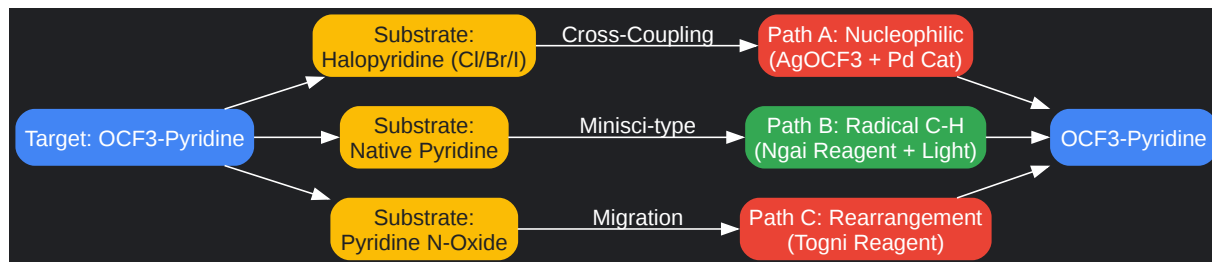 Target: OCF3-Pyridine
Substrate:
Halopyridine (Cl/Br/I)
Cross-Coupling
Path A: Nucleophilic
(AgOCF3 + Pd Cat)
Substrate:
Native Pyridine
Minisci-type
Path B: Radical C-H
(Ngai Reagent + Light)
Substrate:
Pyridine N-Oxide
Migration
Path C: Rearrangement
(Togni Reagent)
OCF3-Pyridine